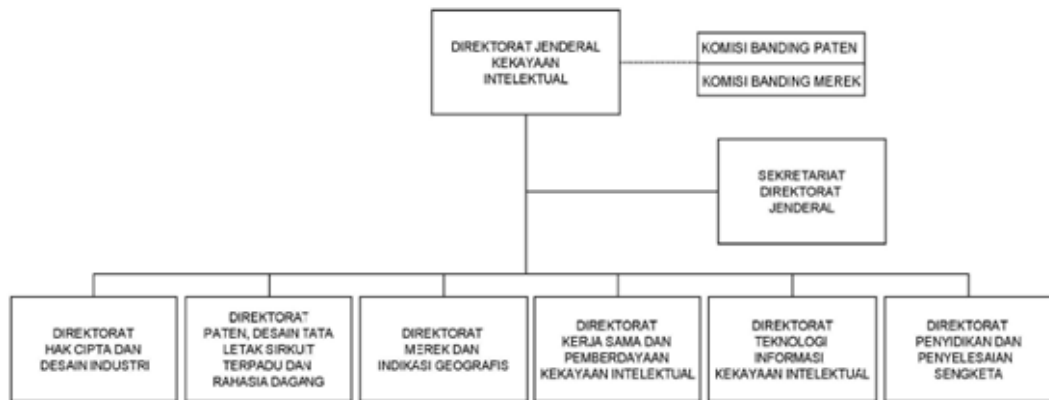 DIREKTORAT JENDERAL
KEKAYAAN
INTELEKTUAL
KOMISI BANDING PATEN
KOMISI BANDING MEREK
SEKRETARIAT
DIREKTORAT
JENDERAL
DIREKTORAT
HAK CIPTA DAN
DESAIN INDUSTRI
DIREKTORAT
PATEN, DESAIN TATA
LETAK SIRKUIT
TERPADU DAN
RAHASIA DAGANG
DIREKTORAT
MEREK DAN
INDIKASI GEOGRAFIS
DIREKTORAT
KERJA SAMA DAN
PEMBERDAYAAN
KEKAYAAN INTELEKTUAL
DIREKTORAT
TEKNOLOGI
INFORMASI
KEKAYAAN INTELEKTUAL
DIREKTORAT
PENYIDIKAN DAN
PENYELESAIAN
SENGKETA